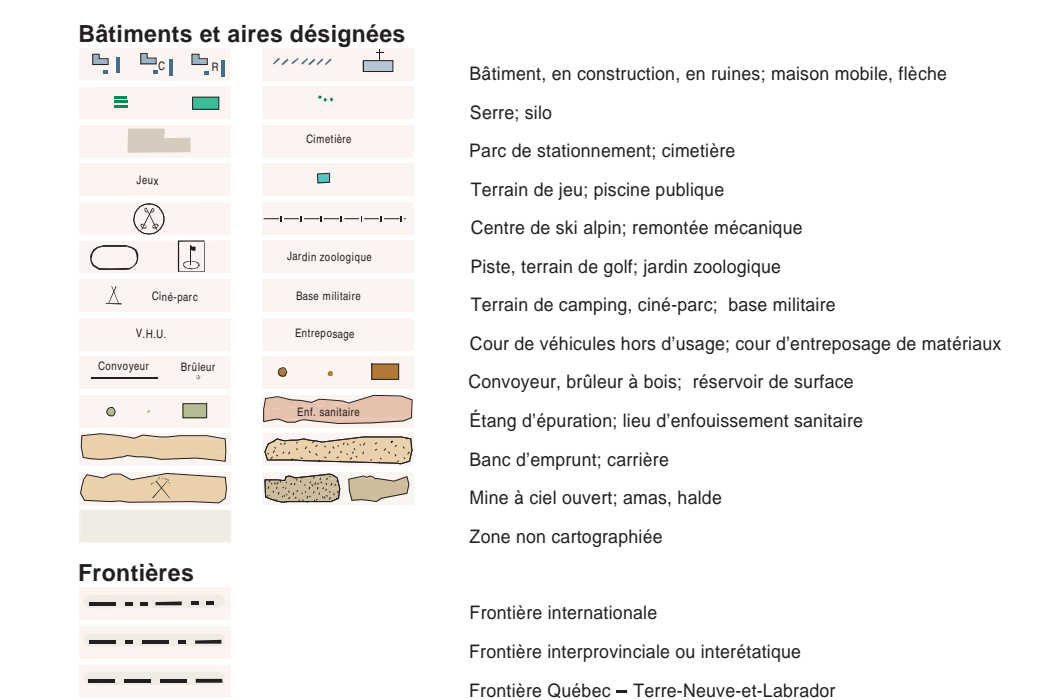 Bâtiments et aires désignées
C R Bâtiment, en construction, en ruines; maison mobile, flèche
Serre; silo
Cimetière Parc de stationnement; cimetière
Jeux Terrain de jeu; piscine publique
Centre de ski alpin; remontée mécanique
Jardin zoologique Piste, terrain de golf; jardin zoologique
Ciné-parc Base militaire Terrain de camping, ciné-parc; base militaire
V.H.U. Entreposage Cour de véhicules hors d'usage; cour d'entreposage de matériaux
Convoyeur Brûleur Convoyeur, brûleur à bois; réservoir de surface
Enf. sanitaire Étang d'épuration; lieu d'enfouissement sanitaire
Banc d'emprunt; carrière
Mine à ciel ouvert; amas, halde
Zone non cartographiée
Frontières
Frontière internationale
Frontière interprovinciale ou interétatique
Frontière Québec – Terre-Neuve-et-Labrador